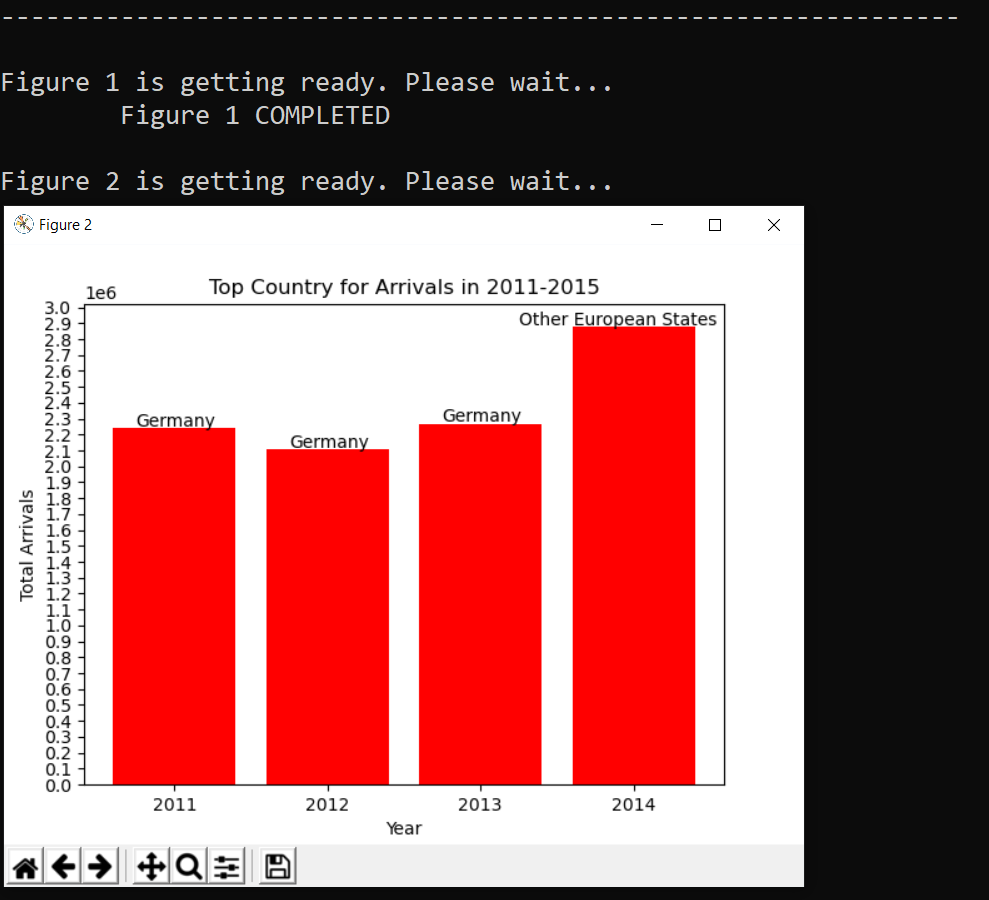 ----------------------------------------------------------------
Figure 1 is getting ready. Please wait...
Figure 1 COMPLETED
Figure 2 is getting ready. Please wait...
Figure 2
Top Country for Arrivals in 2011-2015
1e6
3.0
2.9
2.8
2.7
2.6
2.5
2.4
2.3
2.2
2.1
2.0
1.9
1.8
1.7
1.6
1.5
1.4
1.3
1.2
1.1
1.0
0.9
0.8
0.7
0.6
0.5
0.4
0.3
0.2
0.1
0.0
Total Arrivals
Germany
Germany
Germany
Other European States
2011 2012 2013 2014
Year